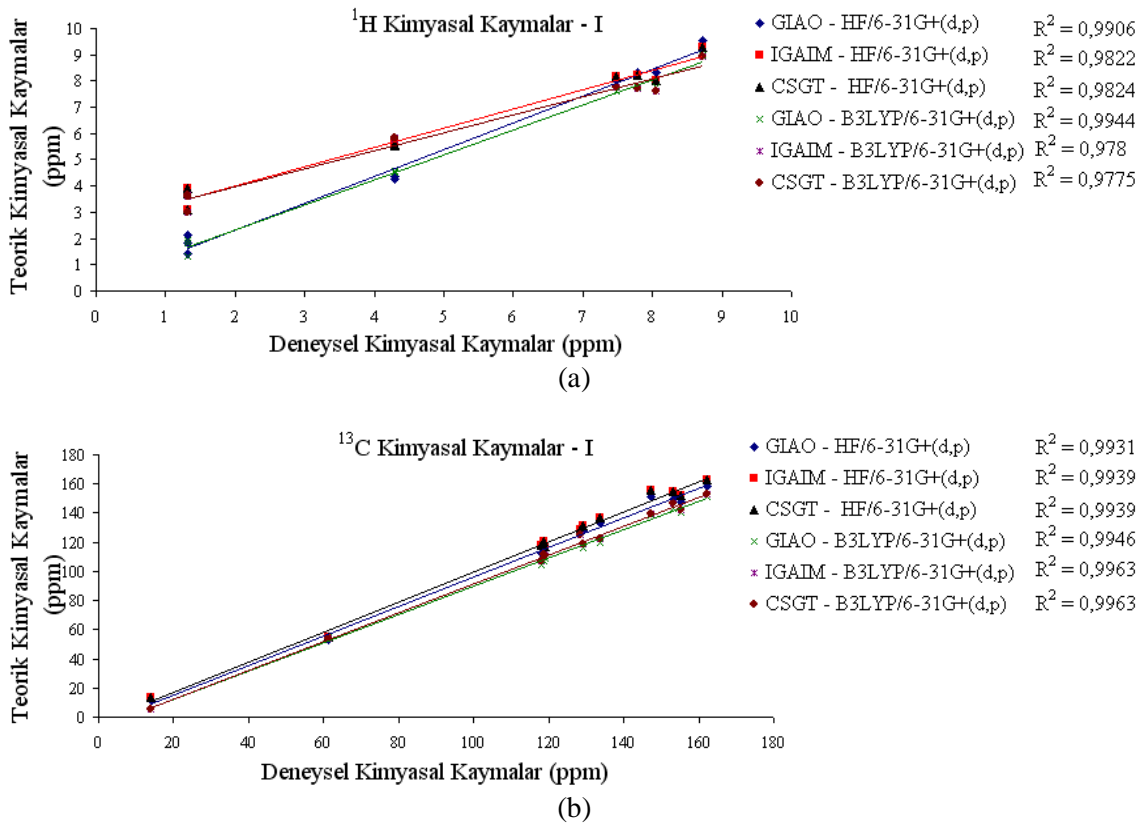 ¹H Kimyasal Kaymalar - I
Teorik Kimyasal Kaymalar
(ppm)
10
9
8
7
6
5
4
3
2
1
0
0 1 2 3 4 5 6 7 8 9 10
Deneysel Kimyasal Kaymalar (ppm)
GIAO - HF/6-31G+(d,p) R² = 0,9906
IGAIM - HF/6-31G+(d,p) R² = 0,9822
CSGT - HF/6-31G+(d,p) R² = 0,9824
GIAO - B3LYP/6-31G+(d,p) R² = 0,9944
IGAIM - B3LYP/6-31G+(d,p) R² = 0,978
CSGT - B3LYP/6-31G+(d,p) R² = 0,9775
(a)
¹³C Kimyasal Kaymalar - I
Teorik Kimyasal Kaymalar
(ppm)
180
160
140
120
100
80
60
40
20
0
0 20 40 60 80 100 120 140 160 180
Deneysel Kimyasal Kaymalar (ppm)
GIAO - HF/6-31G+(d,p) R² = 0,9931
IGAIM - HF/6-31G+(d,p) R² = 0,9939
CSGT - HF/6-31G+(d,p) R² = 0,9939
GIAO - B3LYP/6-31G+(d,p) R² = 0,9946
IGAIM - B3LYP/6-31G+(d,p) R² = 0,9963
CSGT - B3LYP/6-31G+(d,p) R² = 0,9963
(b)